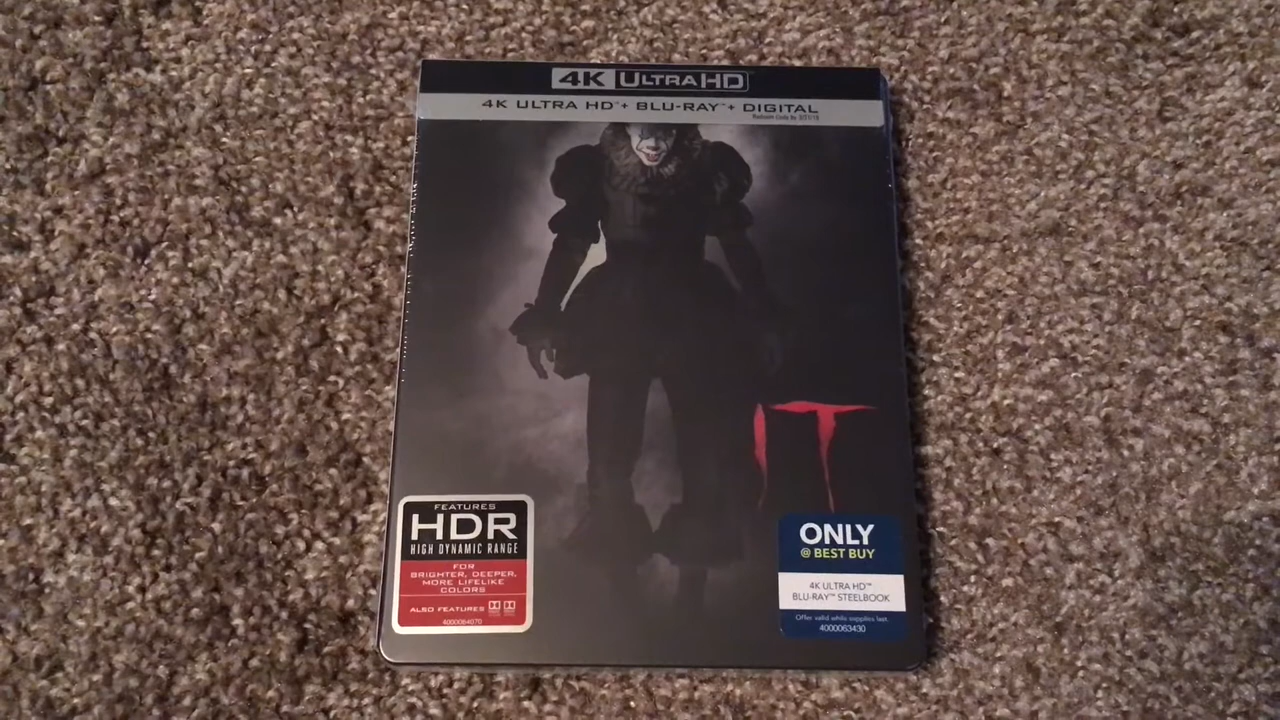 4K ULTRA HD
4K ULTRA HD™ + BLU-RAY™ + DIGITAL
IT
FEATURES
HDR
HIGH DYNAMIC RANGE
FOR
BRIGHTER, DEEPER,
MORE LIFELIKE
COLORS
ALSO FEATURES
4000064070
ONLY
@ BEST BUY
4K ULTRA HD™
BLU-RAY™ STEELBOOK
Offer valid while supplies last.
4000063430